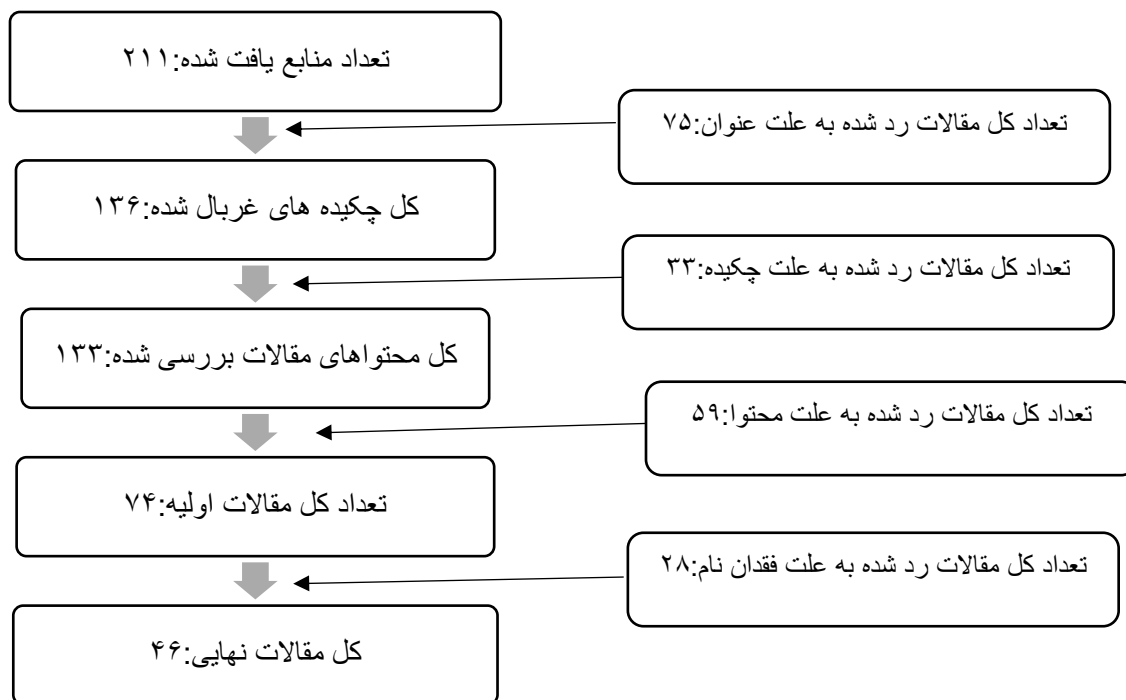 تعداد منابع یافت شده:۲۱۱
تعداد کل مقالات رد شده به علت عنوان:۷۵
کل چکیده های غربال شده:۱۳۶
تعداد کل مقالات رد شده به علت چکیده:۳۳
کل محتواهای مقالات بررسی شده:۱۳۳
تعداد کل مقالات رد شده به علت محتوا:۵۹
تعداد کل مقالات اولیه:۷۴
تعداد کل مقالات رد شده به علت فقدان نام:۲۸
کل مقالات نهایی:۴۶